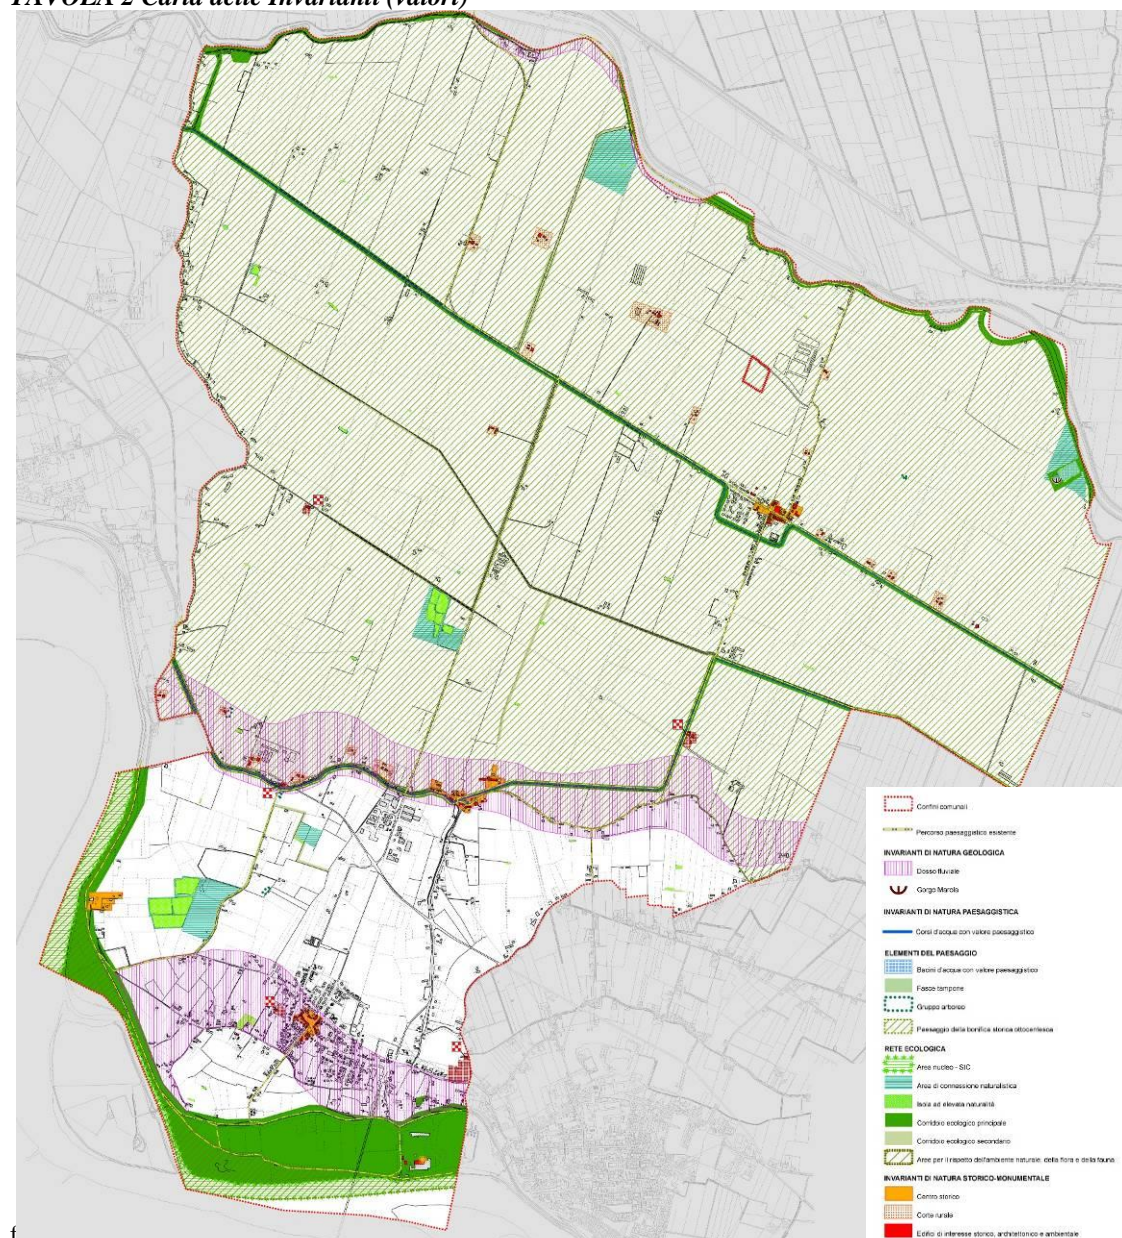 TAVOLA 2 Carta delle Invarianti (valori)
Confini comunali
Percorso paesaggistico esistente
INVARIANTI DI NATURA GEOLOGICA
Dosso fluviale
Gorgo Marola
INVARIANTI DI NATURA PAESAGGISTICA
Corsi d'acqua con valore paesaggistico
ELEMENTI DEL PAESAGGIO
Bacini d'acqua con valore paesaggistico
Fasce tampone
Gruppo arboreo
Paesaggio della bonifica storica ottocentesca
RETE ECOLOGICA
Area nucleo - SIC
Area di connessione naturalistica
Isola ad elevata naturalità
Corridoio ecologico principale
Corridoio ecologico secondario
Aree per il rispetto dell'ambiente naturale, della flora e della fauna
INVARIANTI DI NATURA STORICO-MONUMENTALE
Centro storico
Corte rurale
Edifici di interesse storico, architettonico e ambientale
f